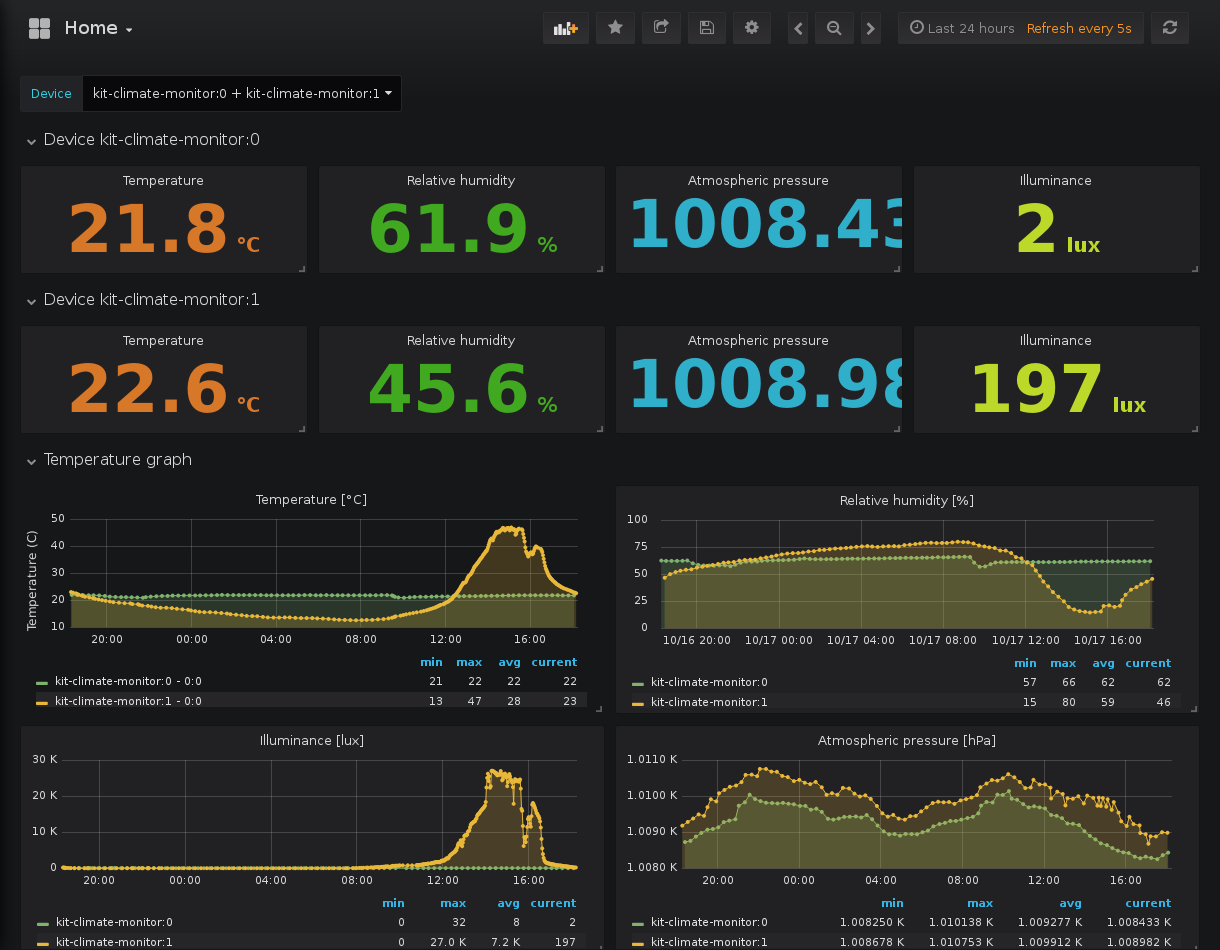 Home
Last 24 hours Refresh every 5s
Device kit-climate-monitor:0 + kit-climate-monitor:1
Device kit-climate-monitor:0
Temperature Relative humidity Atmospheric pressure Illuminance
21.8 °C 61.9 % 1008.43 2 lux
Device kit-climate-monitor:1
Temperature Relative humidity Atmospheric pressure Illuminance
22.6 °C 45.6 % 1008.98 197 lux
Temperature graph
Temperature [°C]
Temperature (C)
50
40
30
20
10
20:00 00:00 04:00 08:00 12:00 16:00
min max avg current
kit-climate-monitor:0 - 0:0 21 22 22 22
kit-climate-monitor:1 - 0:0 13 47 28 23
Relative humidity [%]
100
75
50
25
0
10/16 20:00 10/17 00:00 10/17 04:00 10/17 08:00 10/17 12:00 10/17 16:00
min max avg current
kit-climate-monitor:0 57 66 62 62
kit-climate-monitor:1 15 80 59 46
Illuminance [lux]
30 K
20 K
10 K
0
20:00 00:00 04:00 08:00 12:00 16:00
min max avg current
kit-climate-monitor:0 0 32 8 2
kit-climate-monitor:1 0 27.0 K 7.2 K 197
Atmospheric pressure [hPa]
1.0110 K
1.0100 K
1.0090 K
1.0080 K
20:00 00:00 04:00 08:00 12:00 16:00
min max avg current
kit-climate-monitor:0 1.008250 K 1.010138 K 1.009277 K 1.008433 K
kit-climate-monitor:1 1.008678 K 1.010753 K 1.009912 K 1.008982 K